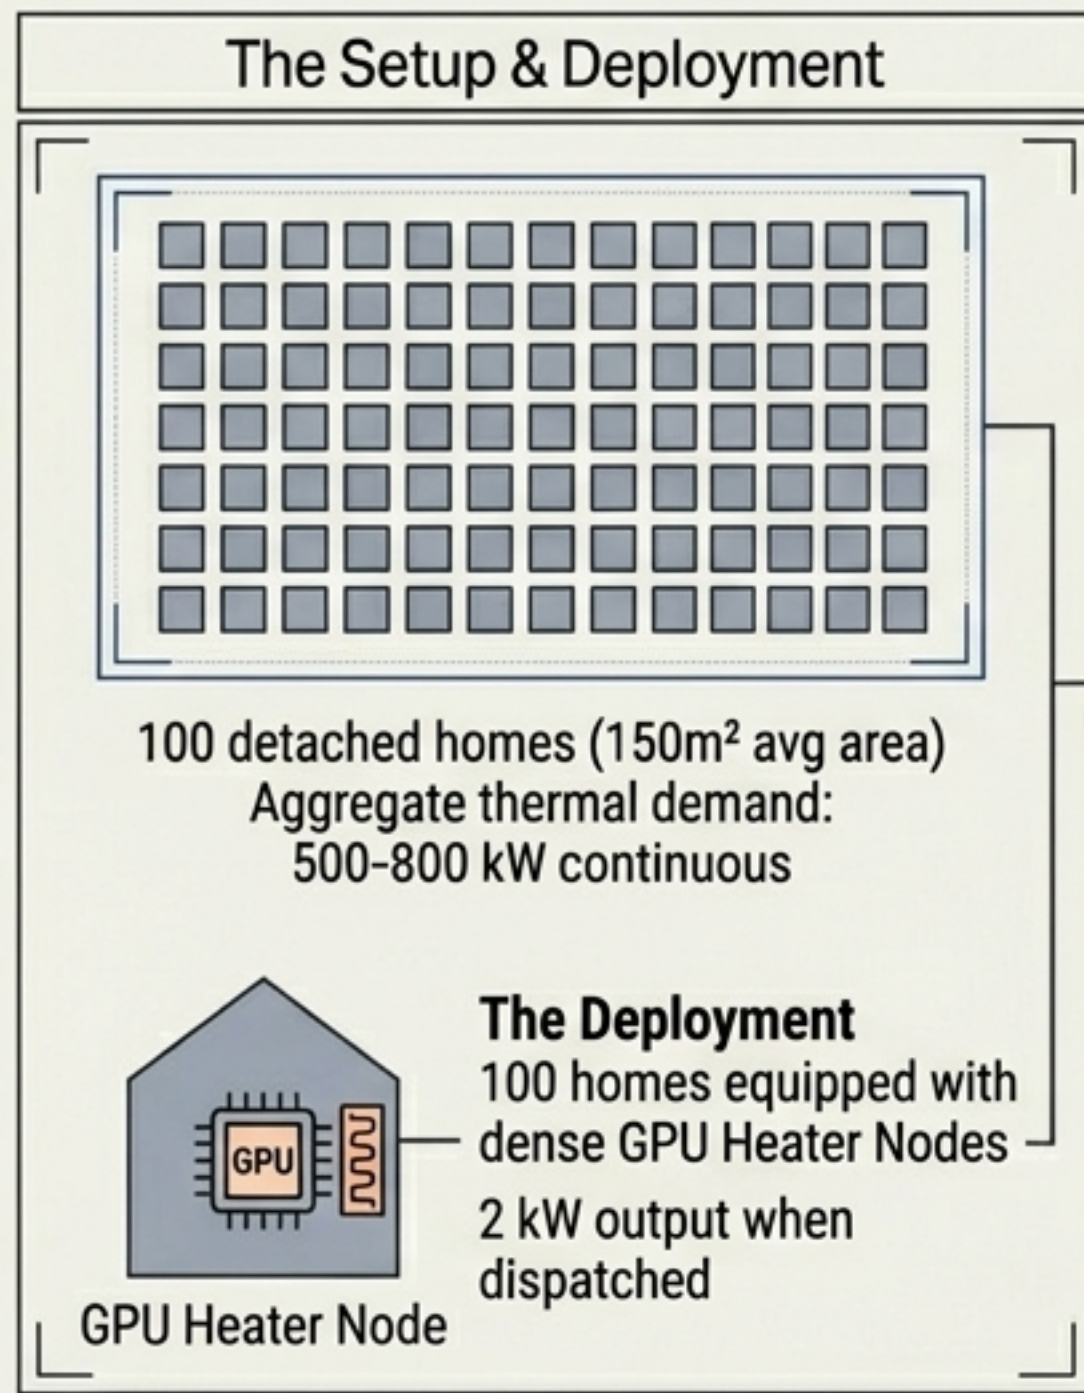 The Setup & Deployment
100 detached homes (150m² avg area)
Aggregate thermal demand:
500-800 kW continuous
The Deployment
100 homes equipped with
dense GPU Heater Nodes
2 kW output when
dispatched
GPU
GPU Heater Node